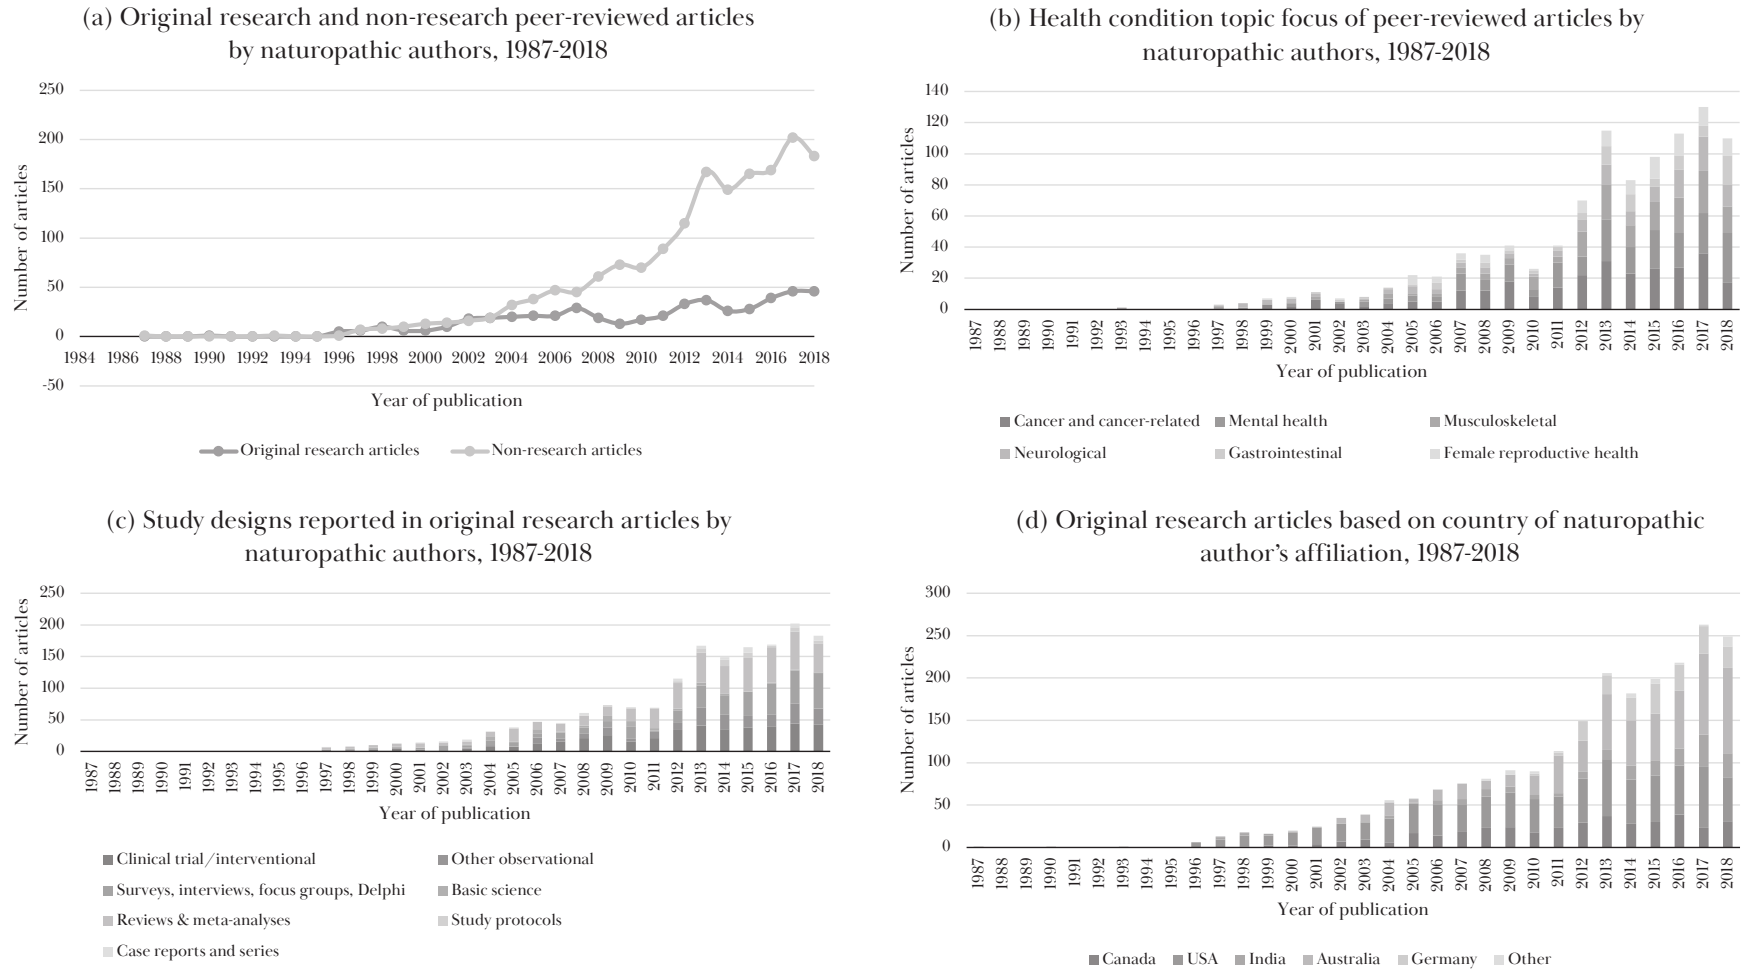 (a) Original research and non-research peer-reviewed articles
by naturopathic authors, 1987-2018
250
200
150
100
50
0
-50
Number of articles
1984 1986 1988 1990 1992 1994 1996 1998 2000 2002 2004 2006 2008 2010 2012 2014 2016 2018
Year of publication
Original research articles Non-research articles
(b) Health condition topic focus of peer-reviewed articles by
naturopathic authors, 1987-2018
140
120
100
80
60
40
20
0
Number of articles
1987 1988 1989 1990 1991 1992 1993 1994 1995 1996 1997 1998 1999 2000 2001 2002 2003 2004 2005 2006 2007 2008 2009 2010 2011 2012 2013 2014 2015 2016 2017 2018
Year of publication
Cancer and cancer-related Mental health Musculoskeletal
Neurological Gastrointestinal Female reproductive health
(c) Study designs reported in original research articles by
naturopathic authors, 1987-2018
250
200
150
100
50
0
Number of articles
1987 1988 1989 1990 1991 1992 1993 1994 1995 1996 1997 1998 1999 2000 2001 2002 2003 2004 2005 2006 2007 2008 2009 2010 2011 2012 2013 2014 2015 2016 2017 2018
Year of publication
Clinical trial/interventional Other observational
Surveys, interviews, focus groups, Delphi Basic science
Reviews & meta-analyses Study protocols
Case reports and series
(d) Original research articles based on country of naturopathic
author's affiliation, 1987-2018
300
250
200
150
100
50
0
Number of articles
1987 1988 1989 1990 1991 1992 1993 1994 1995 1996 1997 1998 1999 2000 2001 2002 2003 2004 2005 2006 2007 2008 2009 2010 2011 2012 2013 2014 2015 2016 2017 2018
Year of publication
Canada USA India Australia Germany Other